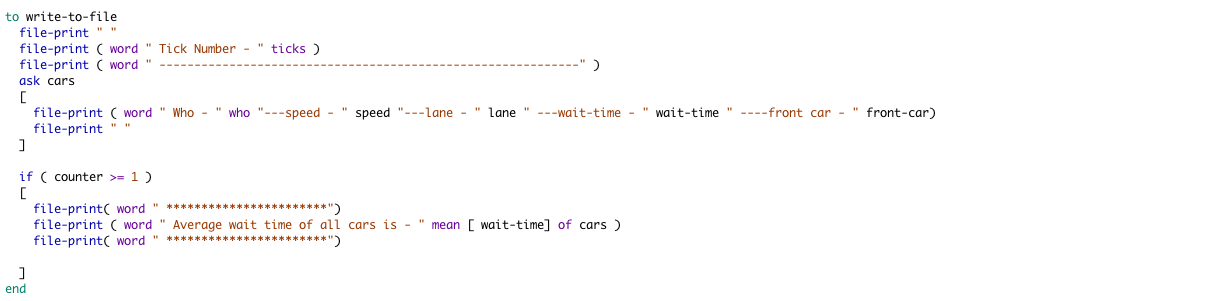 to write-to-file
  file-print " "
  file-print ( word " Tick Number - " ticks )
  file-print ( word " ------------------------------------------------------------" )
  ask cars
  [
    file-print ( word " Who - " who "---speed - " speed "---lane - " lane " ---wait-time - " wait-time " ----front car - " front-car)
    file-print " "
  ]

  if ( counter >= 1 )
  [
    file-print( word " ***********************")
    file-print ( word " Average wait time of all cars is - " mean [ wait-time] of cars )
    file-print( word " ***********************")

  ]
end